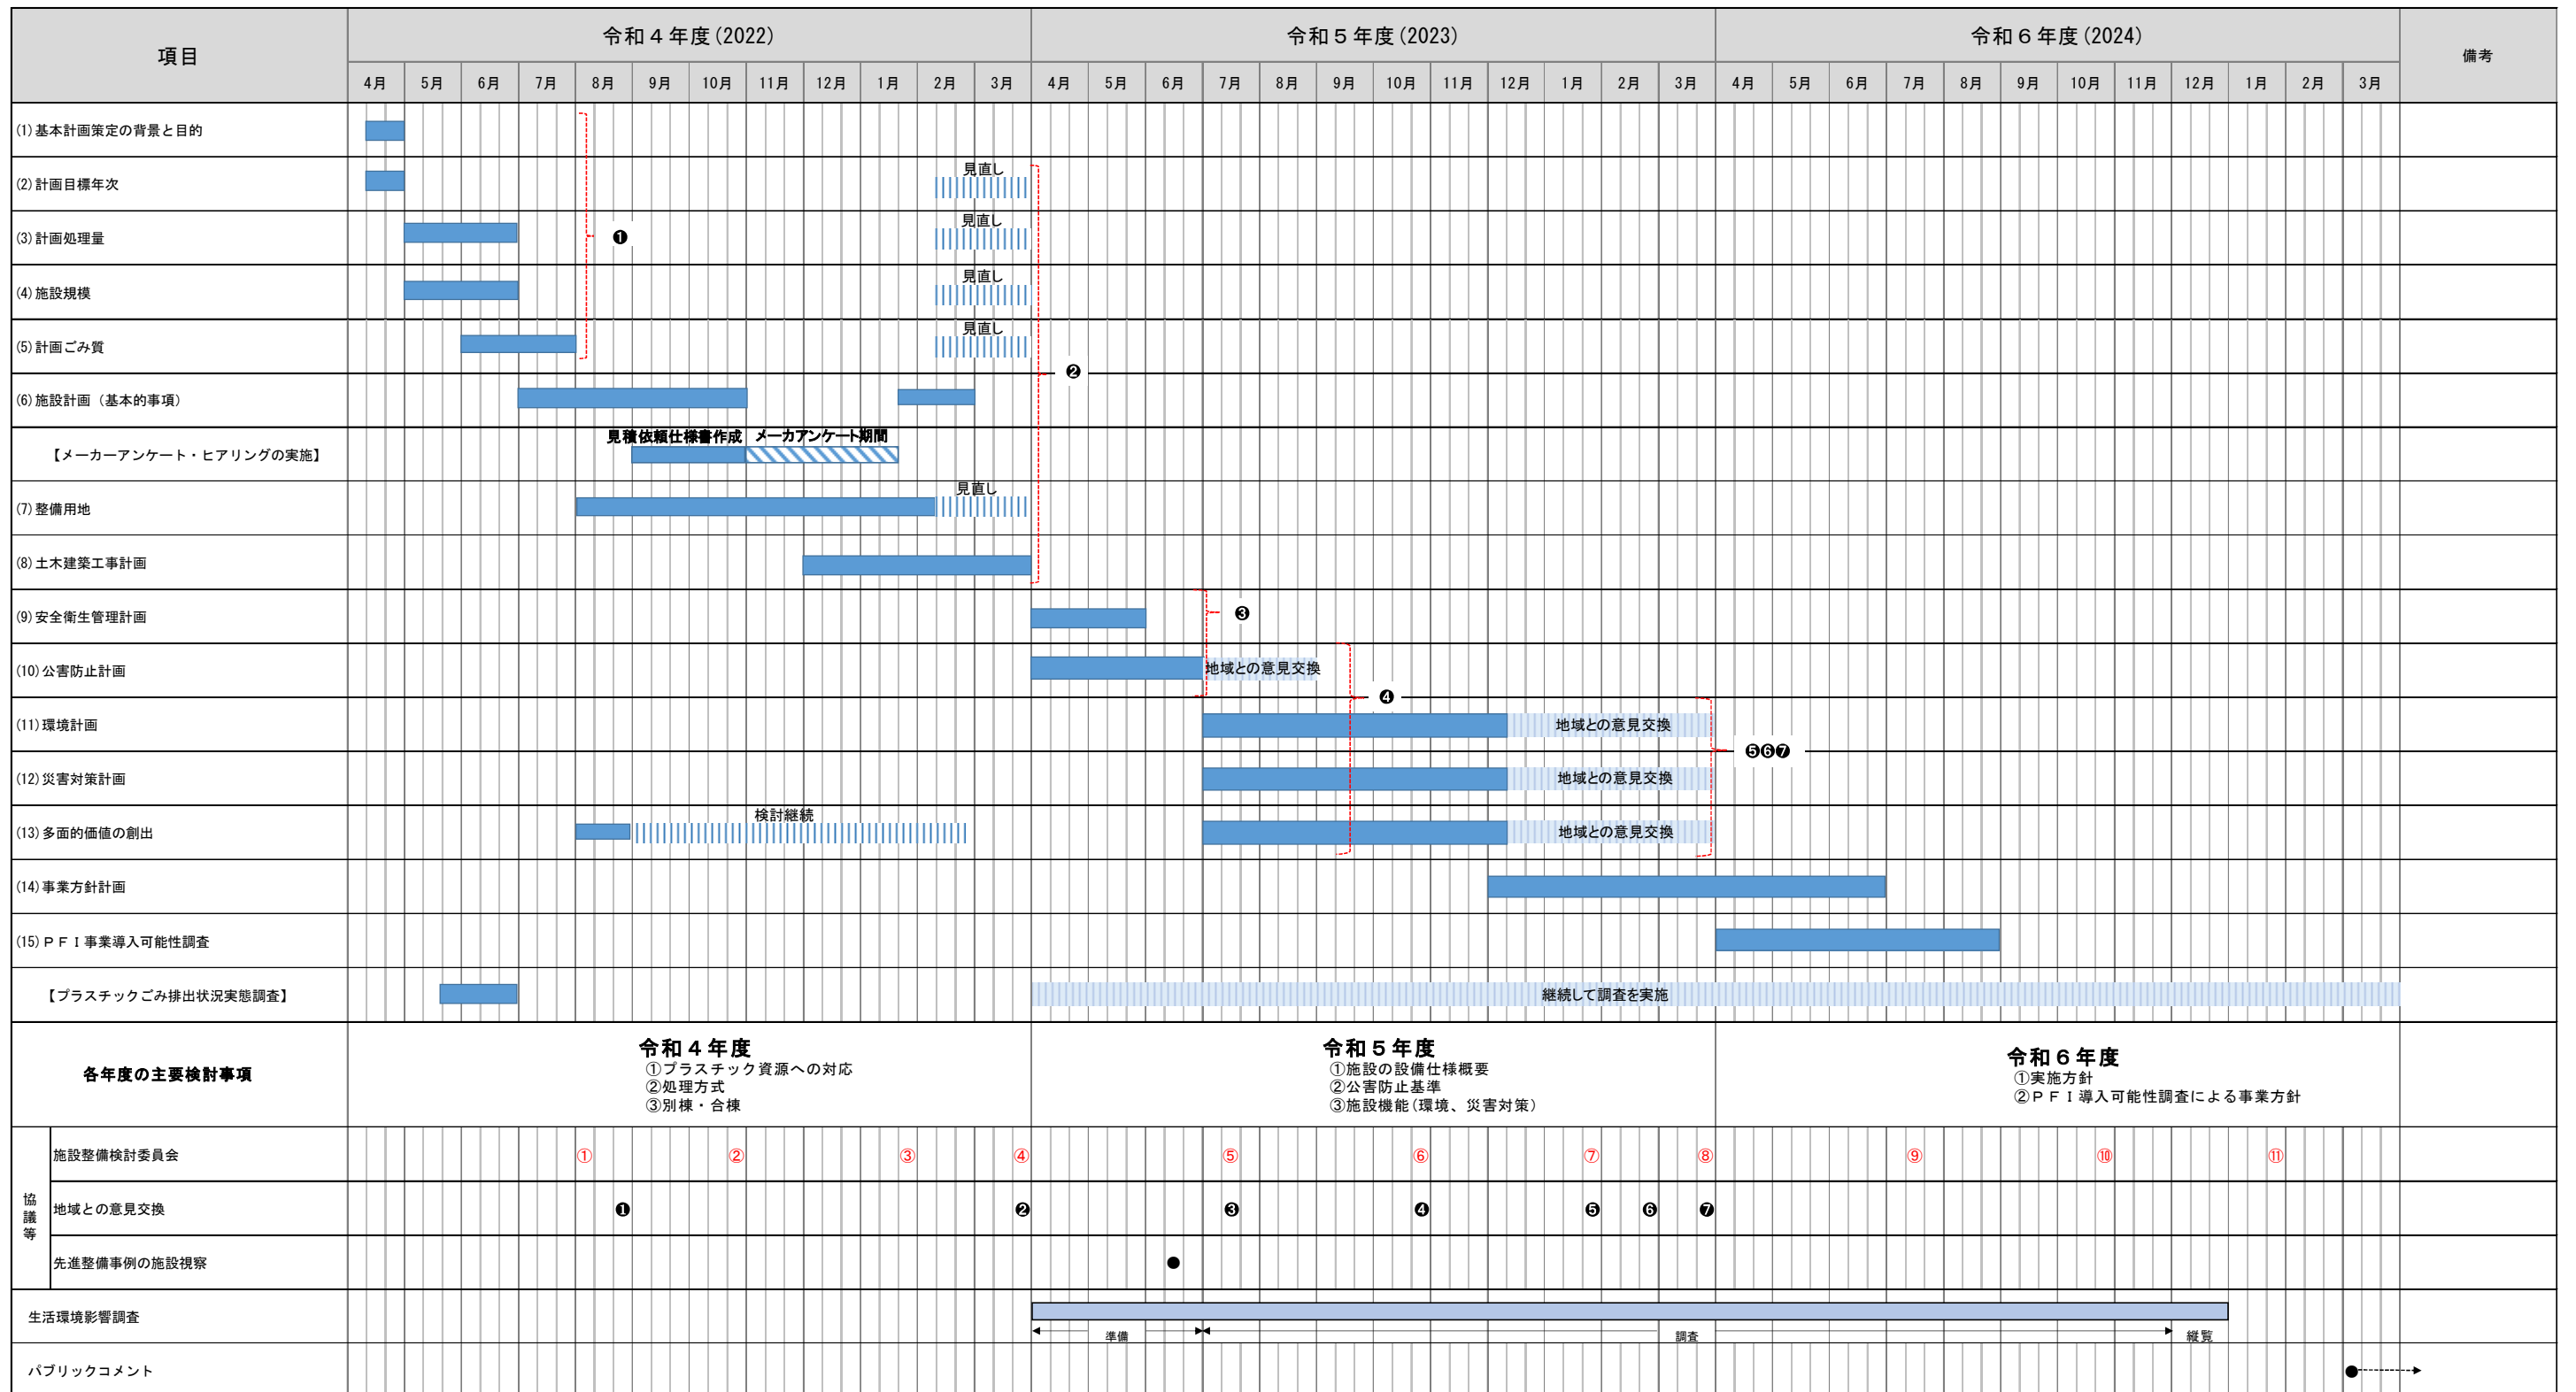 項目
令和４年度(2022)
令和５年度(2023)
令和６年度(2024)
備考
4月 5月 6月 7月 8月 9月 10月 11月 12月 1月 2月 3月 4月 5月 6月 7月 8月 9月 10月 11月 12月 1月 2月 3月 4月 5月 6月 7月 8月 9月 10月 11月 12月 1月 2月 3月
(1)基本計画策定の背景と目的
(2)計画目標年次
見直し
(3)計画処理量
❶
見直し
(4)施設規模
見直し
(5)計画ごみ質
見直し
❷
(6)施設計画（基本的事項）
見積依頼仕様書作成 メーカアンケート期間
【メーカーアンケート・ヒアリングの実施】
(7)整備用地
見直し
(8)土木建築工事計画
(9)安全衛生管理計画
❸
(10)公害防止計画
地域との意見交換
❹
(11)環境計画
地域との意見交換
❺❻❼
(12)災害対策計画
地域との意見交換
(13)多面的価値の創出
検討継続
地域との意見交換
(14)事業方針計画
(15)ＰＦＩ事業導入可能性調査
【プラスチックごみ排出状況実態調査】
継続して調査を実施
各年度の主要検討事項
令和４年度
①プラスチック資源への対応
②処理方式
③別棟・合棟
令和５年度
①施設の設備仕様概要
②公害防止基準
③施設機能(環境、災害対策)
令和６年度
①実施方針
②ＰＦＩ導入可能性調査による事業方針
協議等
施設整備検討委員会
① ② ③ ④ ⑤ ⑥ ⑦ ⑧ ⑨ ⑩ ⑪
地域との意見交換
❶ ❷ ❸ ❹ ❺ ❻ ❼
先進整備事例の施設視察
●
生活環境影響調査
準備 調査 縦覧
パブリックコメント
●